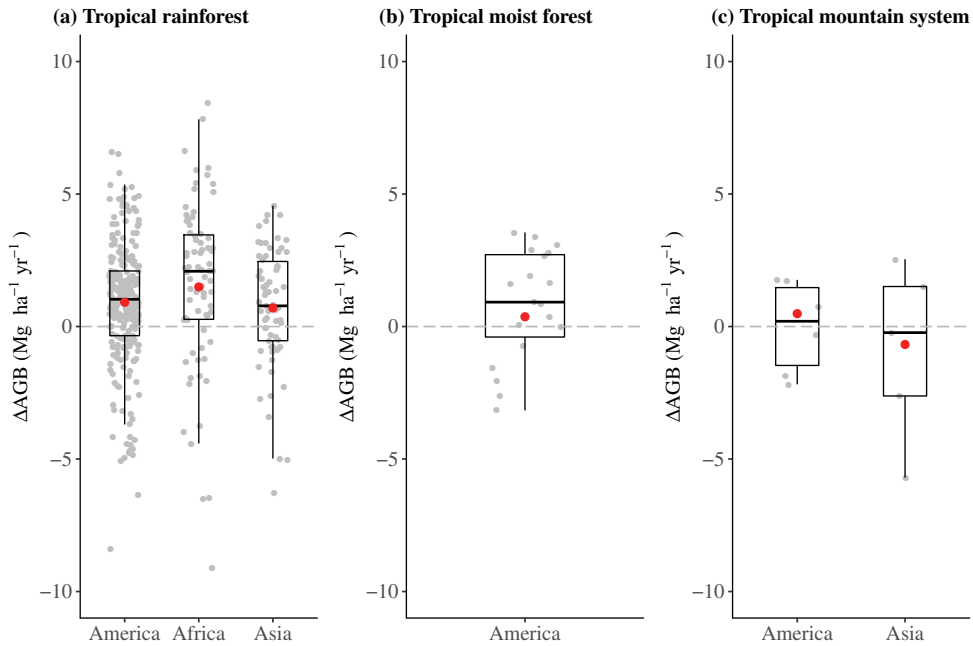 (a) Tropical rainforest
10
5
0
−5
−10
ΔAGB (Mg ha⁻¹ yr⁻¹ )
America Africa Asia
(b) Tropical moist forest
10
5
0
−5
−10
ΔAGB (Mg ha⁻¹ yr⁻¹ )
America
(c) Tropical mountain system
10
5
0
−5
−10
ΔAGB (Mg ha⁻¹ yr⁻¹ )
America Asia